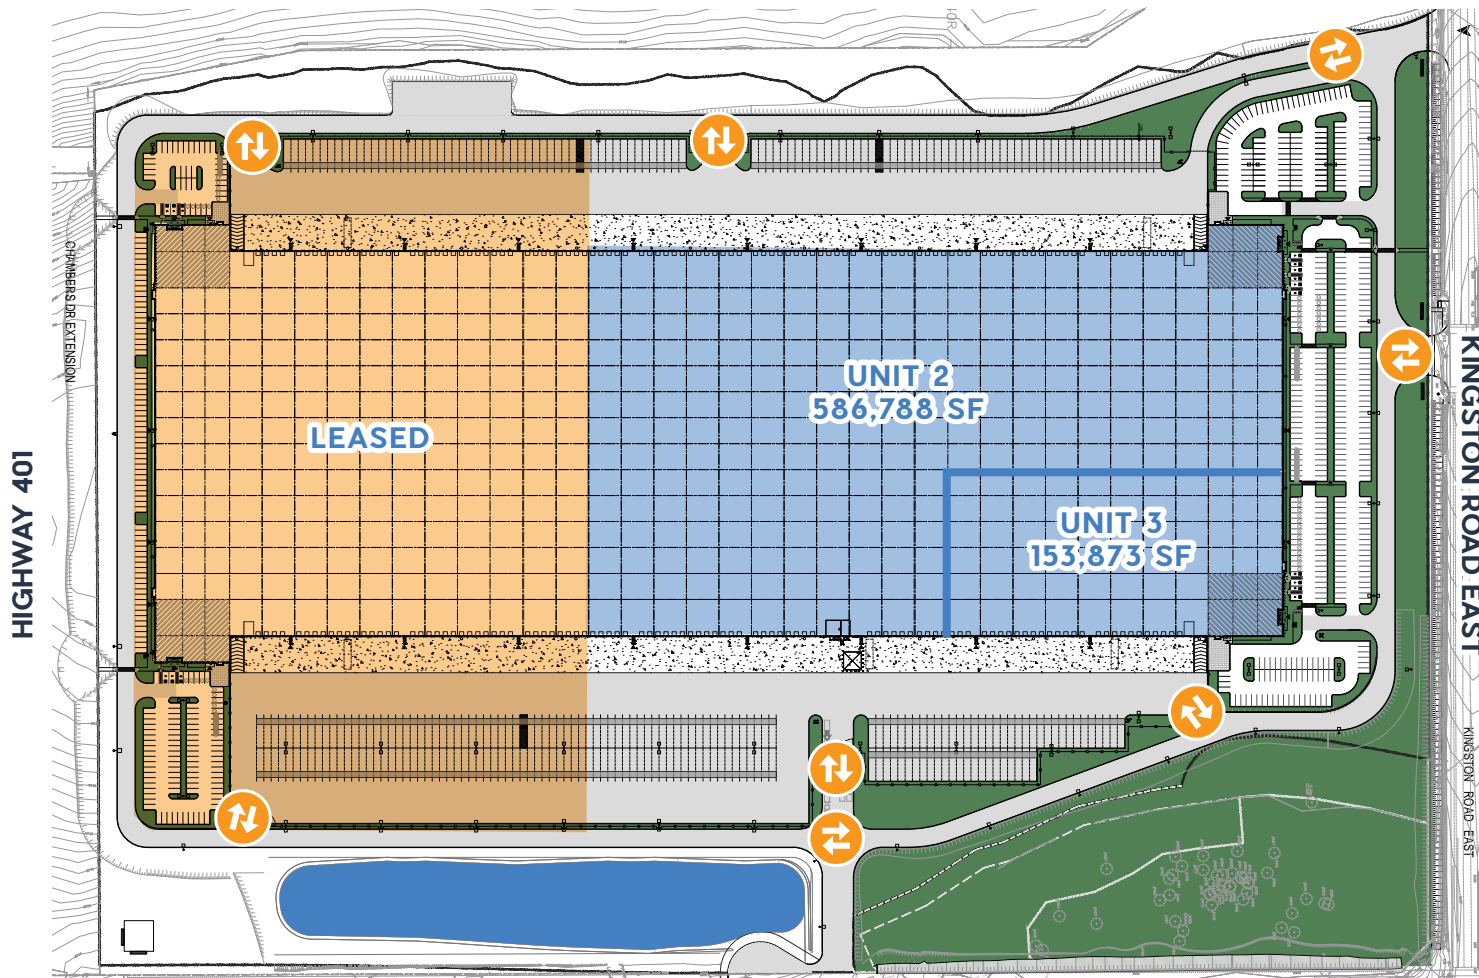 HOR
CHAMBERS DR EXTENSION
HIGHWAY 401
LEASED
UNIT 2
586,788 SF
UNIT 3
153,873 SF
KINGSTON ROAD EAST
KINGSTON ROAD EAST